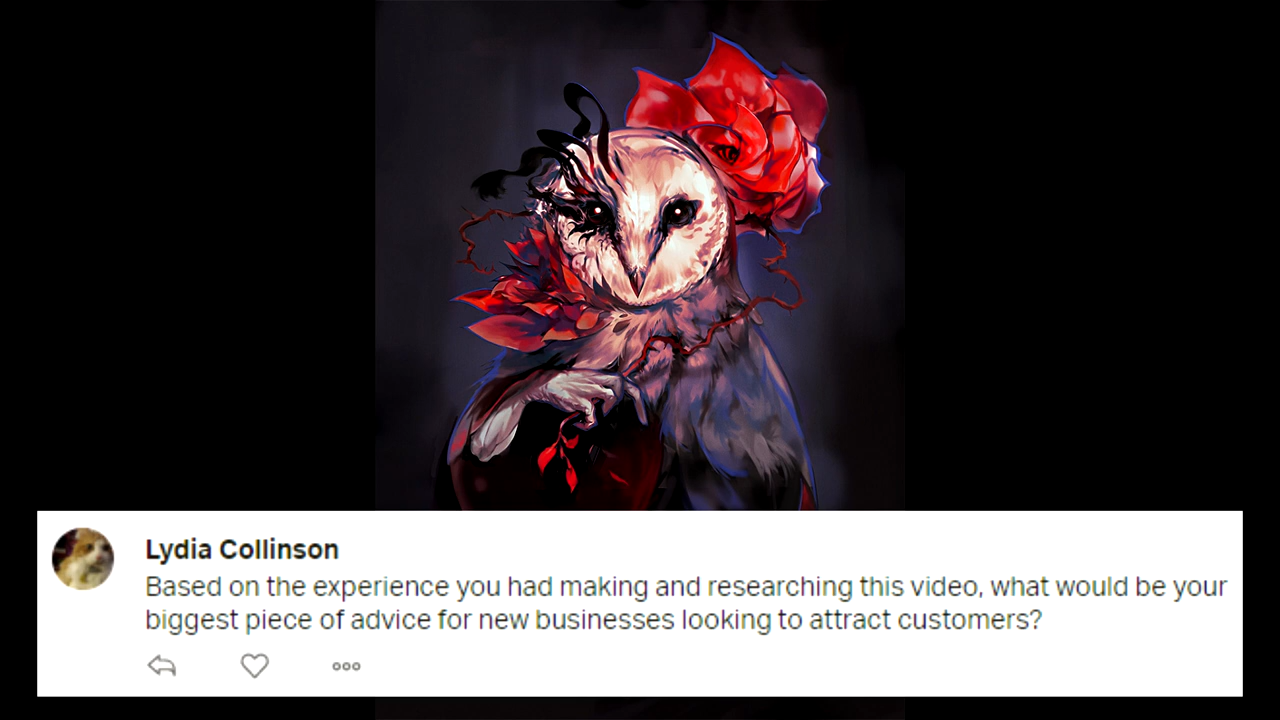 Lydia Collinson
Based on the experience you had making and researching this video, what would be your
biggest piece of advice for new businesses looking to attract customers?